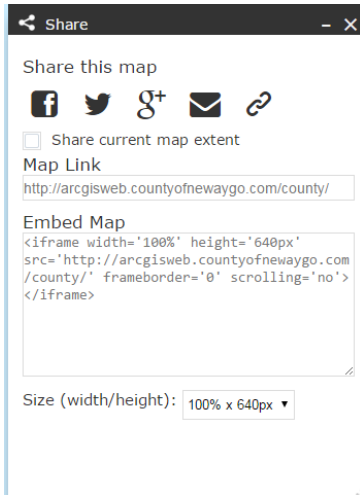 Share
Share this map
Share current map extent
Map Link
http://arcgisweb.countyofnewaygo.com/county/
Embed Map
<iframe width='100%' height='640px'
src='http://arcgisweb.countyofnewaygo.com
/county/' frameborder='0' scrolling='no'>
</iframe>
Size (width/height): 100% x 640px